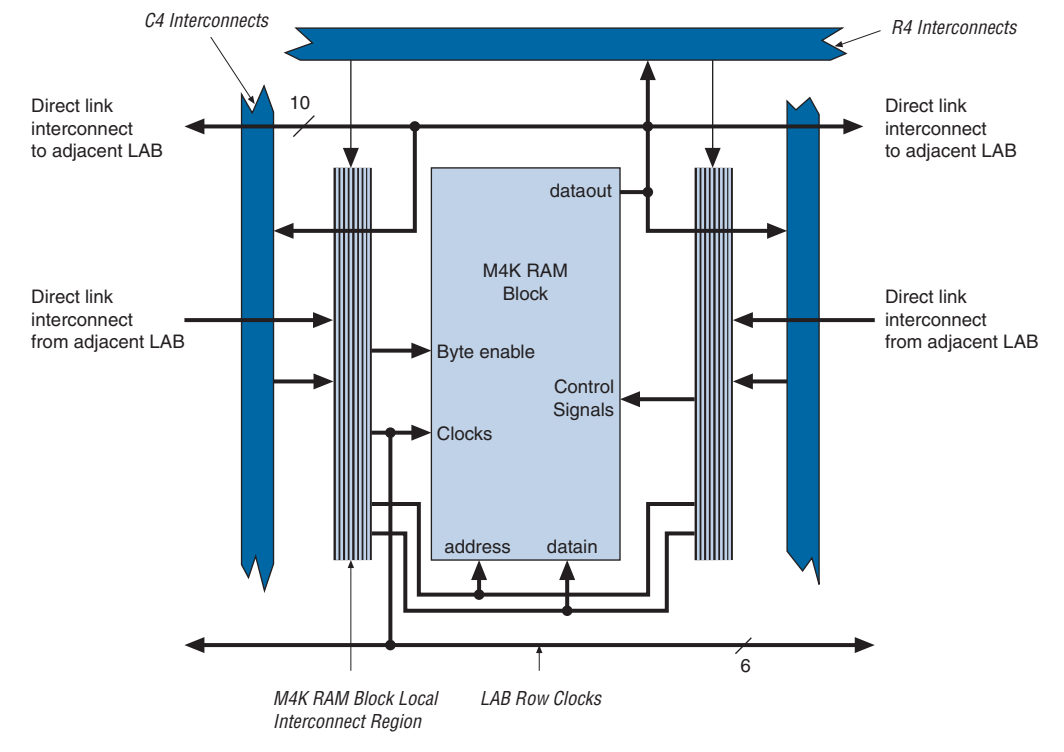 C4 Interconnects
R4 Interconnects
Direct link
interconnect
to adjacent LAB
10
Direct link
interconnect
to adjacent LAB
dataout
M4K RAM
Block
Direct link
interconnect
from adjacent LAB
Direct link
interconnect
from adjacent LAB
Byte enable
Control
Signals
Clocks
address
datain
6
M4K RAM Block Local
Interconnect Region
LAB Row Clocks